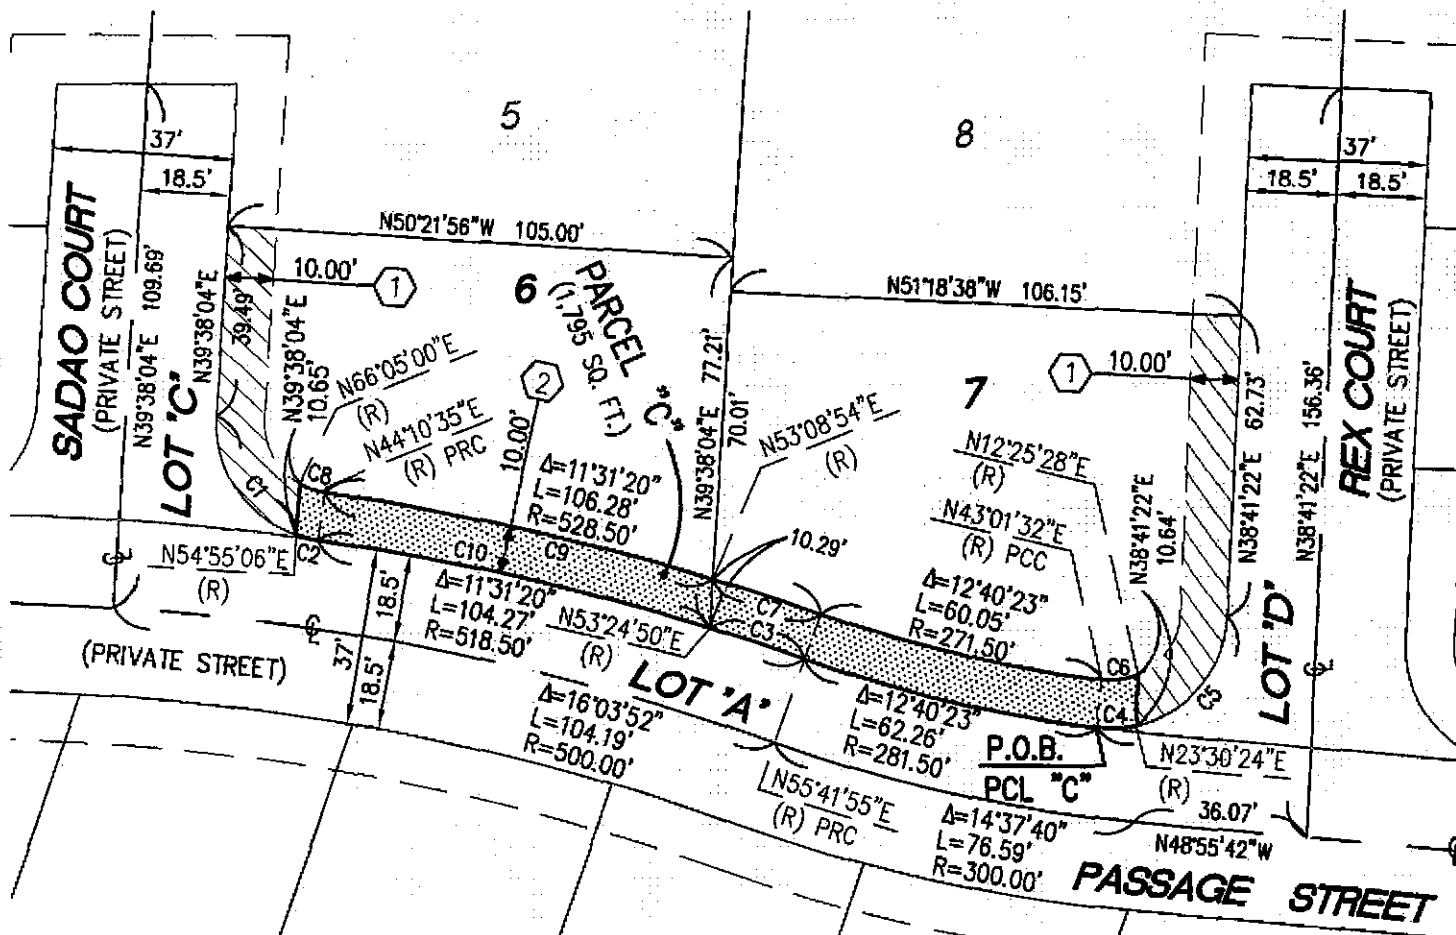 5
8
37'
18.5'
37'
18.5'
18.5'
SADAO COURT
(PRIVATE STREET)
N39°38'04"E 109.69'
LOT "C"
N39°38'04"E
39.49'
N50°21'56"W 105.00'
10.00'
1
N39°38'04"E
10.65'
6
PARCEL "C"
(1,795 SQ. FT.)
N66°05'00"E
(R)
N44°10'35"E
(R) PRC
2
10.00'
Δ=11°31'20"
L=106.28'
R=528.50'
N39°38'04"E 77.21'
70.01'
N51°18'38"W 106.15'
1
10.00'
7
N53°08'54"E
(R)
N12°25'28"E
(R)
N43°01'32"E
(R) PCC
N38°41'22"E
10.64'
N38°41'22"E 62.73'
N38°41'22"E 156.36'
REX COURT
(PRIVATE STREET)
LOT "D"
C1
C8
C2
C10
C9
10.29'
C7
C3
C6
C4
C5
N54°55'06"E
(R)
Δ=11°31'20"
L=104.27'
R=518.50'
N53°24'50"E
(R)
Δ=12°40'23"
L=60.05'
R=271.50'
℄
℄
℄
(PRIVATE STREET)
37'
18.5'
18.5'
LOT "A"
Δ=16°03'52"
L=104.19'
R=500.00'
Δ=12°40'23"
L=62.26'
R=281.50'
P.O.B.
PCL "C"
N23°30'24"E
(R)
N55°41'55"E
(R) PRC
Δ=14°37'40"
L=76.59'
R=300.00'
36.07'
N48°55'42"W
PASSAGE STREET